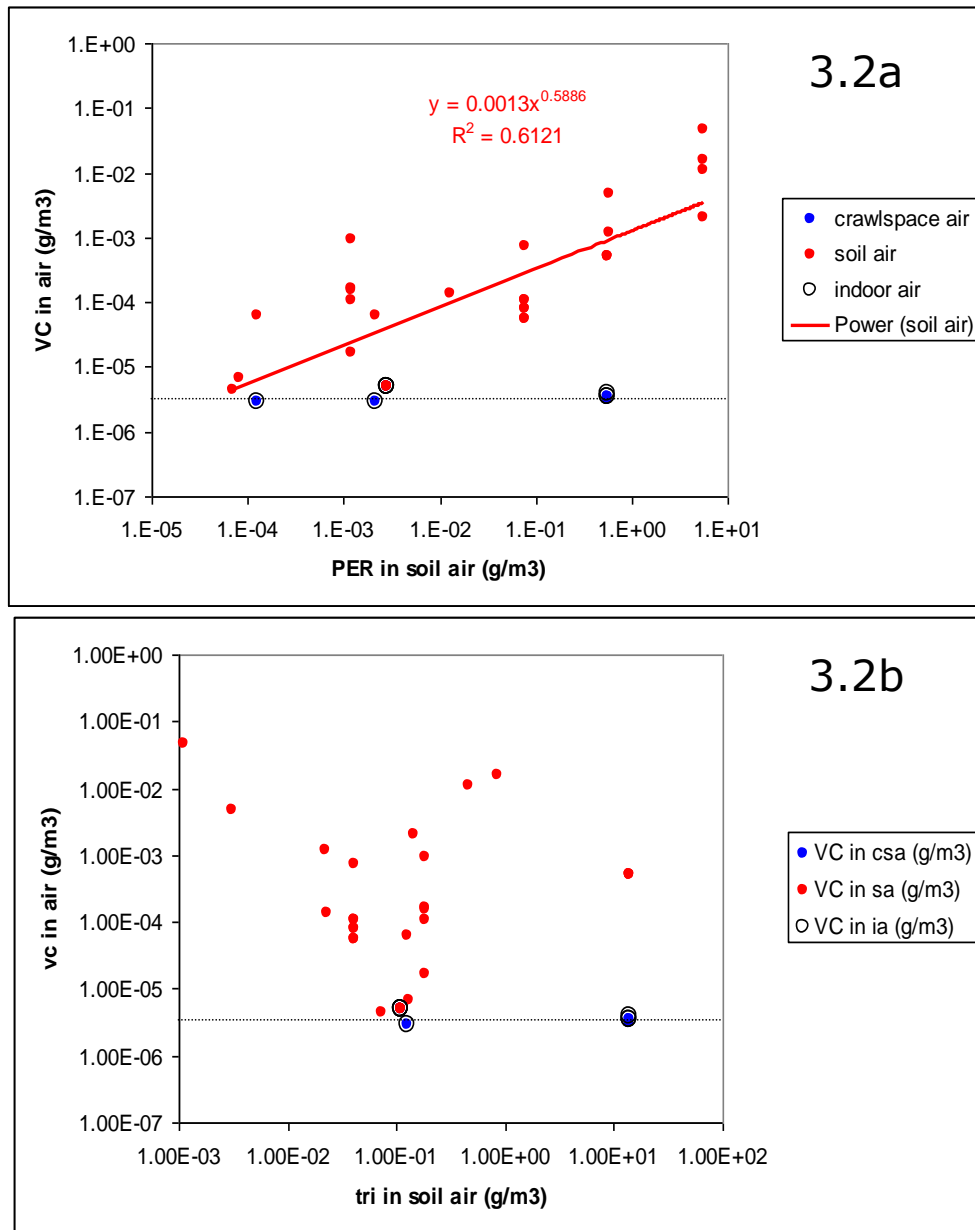 3.2a
y = 0.0013x^0.5886
R² = 0.6121
1.E+00
1.E-01
1.E-02
1.E-03
1.E-04
1.E-05
1.E-06
1.E-07
VC in air (g/m3)
1.E-05 1.E-04 1.E-03 1.E-02 1.E-01 1.E+00 1.E+01
PER in soil air (g/m3)
crawlspace air
soil air
indoor air
Power (soil air)
3.2b
1.00E+00
1.00E-01
1.00E-02
1.00E-03
1.00E-04
1.00E-05
1.00E-06
1.00E-07
vc in air (g/m3)
1.00E-03 1.00E-02 1.00E-01 1.00E+00 1.00E+01 1.00E+02
tri in soil air (g/m3)
VC in csa (g/m3)
VC in sa (g/m3)
VC in ia (g/m3)